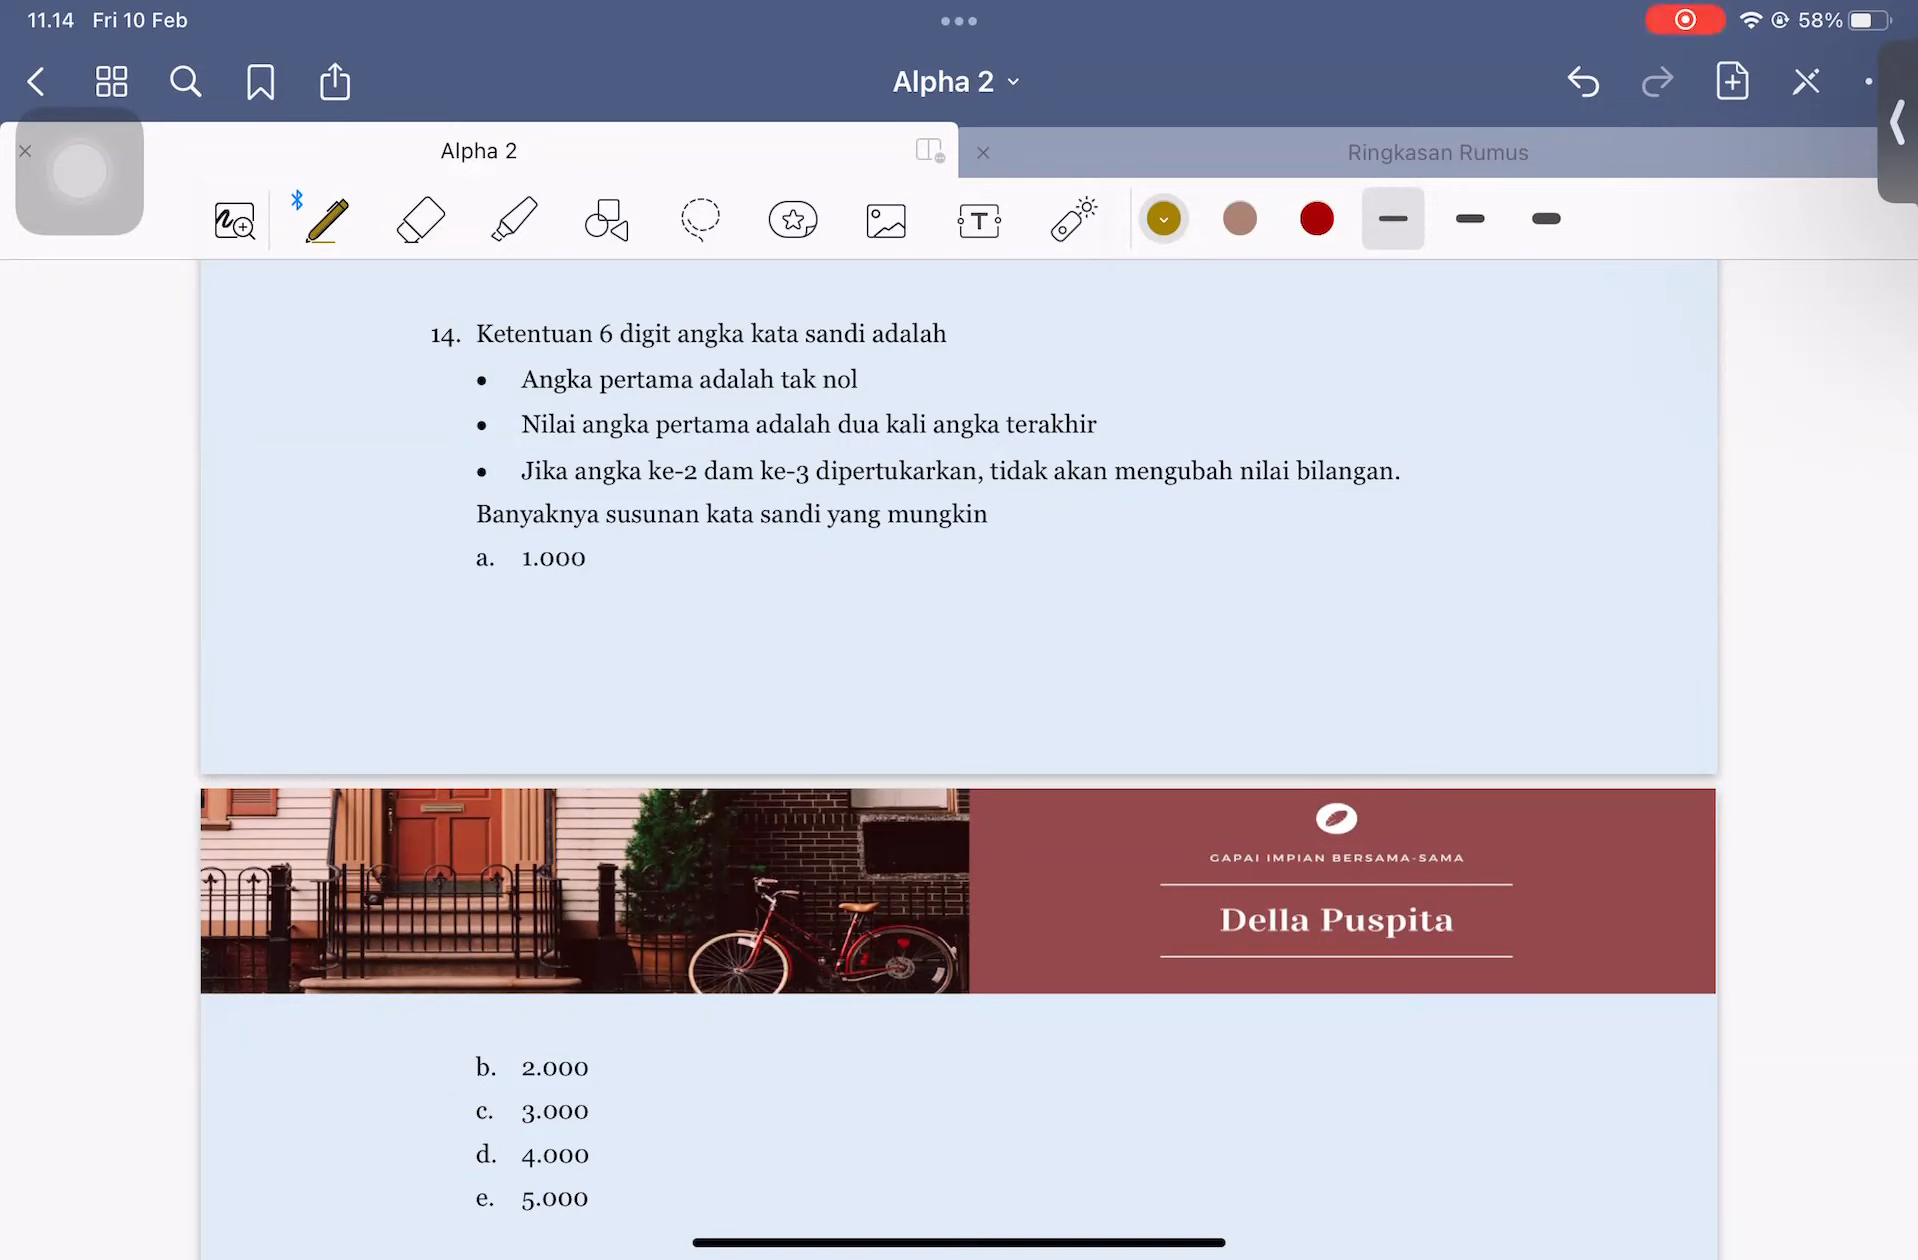 11.14 Fri 10 Feb
58%
Alpha 2
Alpha 2
Ringkasan Rumus
T
14. Ketentuan 6 digit angka kata sandi adalah
• Angka pertama adalah tak nol
• Nilai angka pertama adalah dua kali angka terakhir
• Jika angka ke-2 dam ke-3 dipertukarkan, tidak akan mengubah nilai bilangan.
Banyaknya susunan kata sandi yang mungkin
a. 1.000
GAPAI IMPIAN BERSAMA-SAMA
Della Puspita
b. 2.000
c. 3.000
d. 4.000
e. 5.000